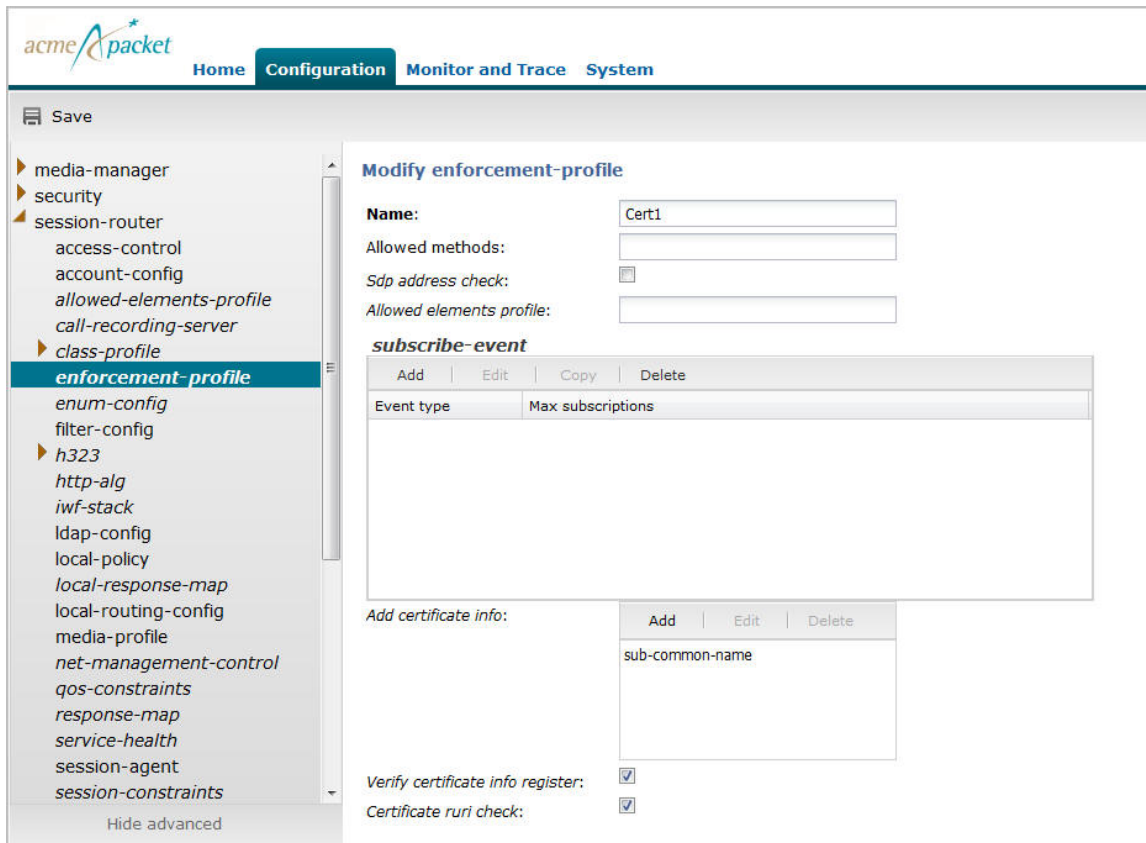 acme packet
Home Configuration Monitor and Trace System
Save
media-manager
security
session-router
access-control
account-config
allowed-elements-profile
call-recording-server
class-profile
enforcement-profile
enum-config
filter-config
h323
http-alg
iwf-stack
ldap-config
local-policy
local-response-map
local-routing-config
media-profile
net-management-control
qos-constraints
response-map
service-health
session-agent
session-constraints
Hide advanced
Modify enforcement-profile
Name: Cert1
Allowed methods:
Sdp address check:
Allowed elements profile:
subscribe-event
Add Edit Copy Delete
Event type Max subscriptions
Add certificate info: Add Edit Delete
sub-common-name
Verify certificate info register:
Certificate ruri check: